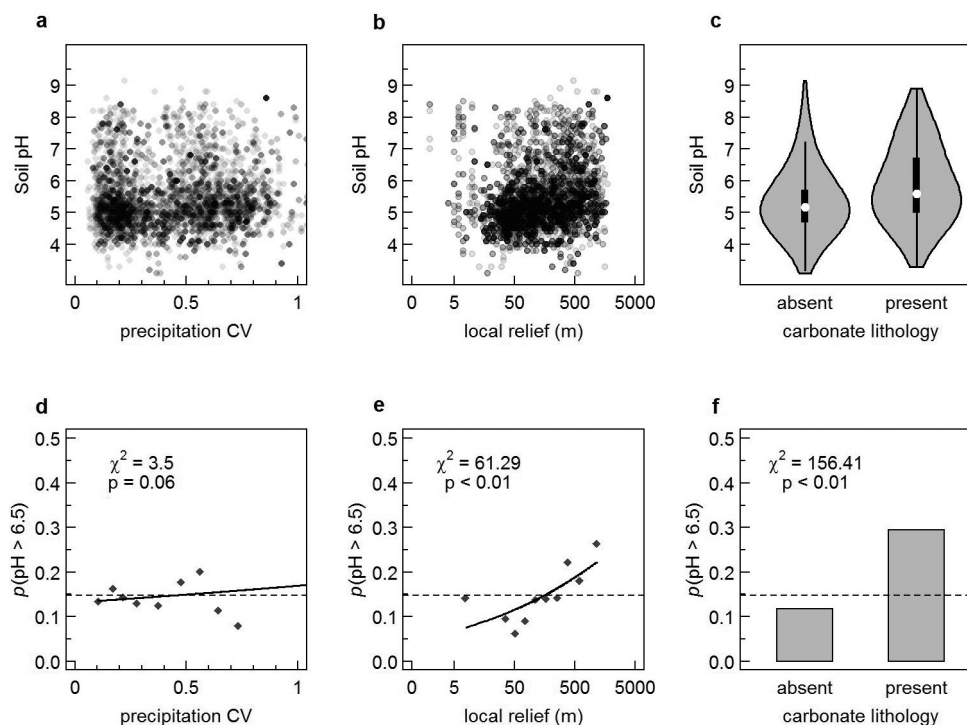 a
b
c
Soil pH
9
8
7
6
5
4
0
0.5
1
precipitation CV
Soil pH
9
8
7
6
5
4
0
5
50
500
5000
local relief (m)
Soil pH
9
8
7
6
5
4
absent
present
carbonate lithology
d
e
f
p(pH > 6.5)
0.5
0.4
0.3
0.2
0.1
0.0
χ² = 3.5
p = 0.06
0
0.5
1
precipitation CV
p(pH > 6.5)
0.5
0.4
0.3
0.2
0.1
0.0
χ² = 61.29
p < 0.01
0
5
50
500
5000
local relief (m)
p(pH > 6.5)
0.5
0.4
0.3
0.2
0.1
0.0
χ² = 156.41
p < 0.01
absent
present
carbonate lithology